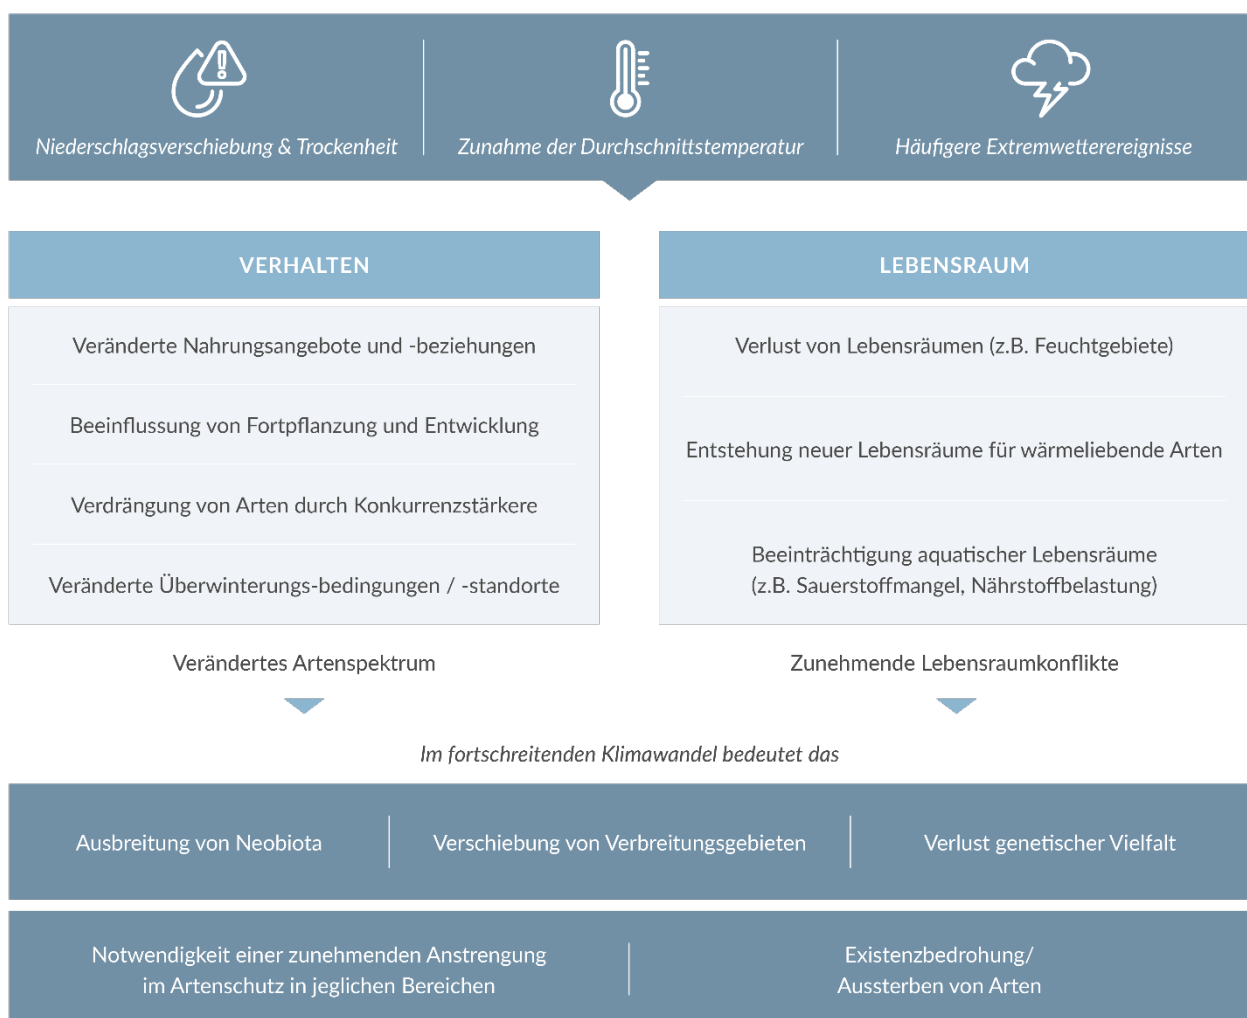 Niederschlagsverschiebung & Trockenheit
Zunahme der Durchschnittstemperatur
Häufigere Extremwetterereignisse
VERHALTEN
Veränderte Nahrungsangebote und -beziehungen
Beeinflussung von Fortpflanzung und Entwicklung
Verdrängung von Arten durch Konkurrenzstärkere
Veränderte Überwinterungs-bedingungen / -standorte
Verändertes Artenspektrum
LEBENSRAUM
Verlust von Lebensräumen (z.B. Feuchtgebiete)
Entstehung neuer Lebensräume für wärmeliebende Arten
Beeinträchtigung aquatischer Lebensräume
(z.B. Sauerstoffmangel, Nährstoffbelastung)
Zunehmende Lebensraumkonflikte
Im fortschreitenden Klimawandel bedeutet das
Ausbreitung von Neobiota
Verschiebung von Verbreitungsgebieten
Verlust genetischer Vielfalt
Notwendigkeit einer zunehmenden Anstrengung
im Artenschutz in jeglichen Bereichen
Existenzbedrohung/
Aussterben von Arten